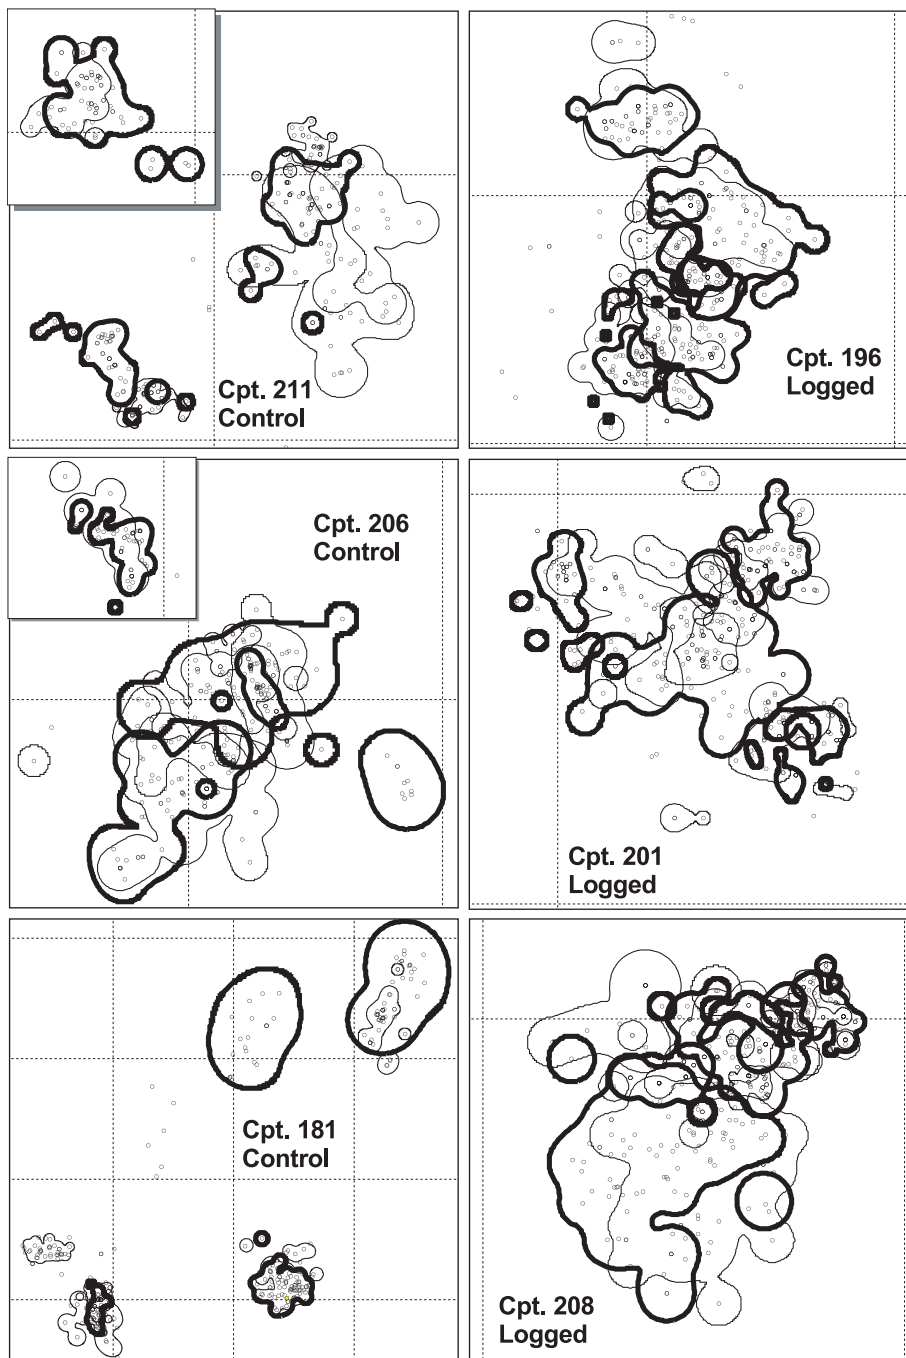 Cpt. 211
Control
Cpt. 196
Logged
Cpt. 206
Control
Cpt. 201
Logged
Cpt. 181
Control
Cpt. 208
Logged